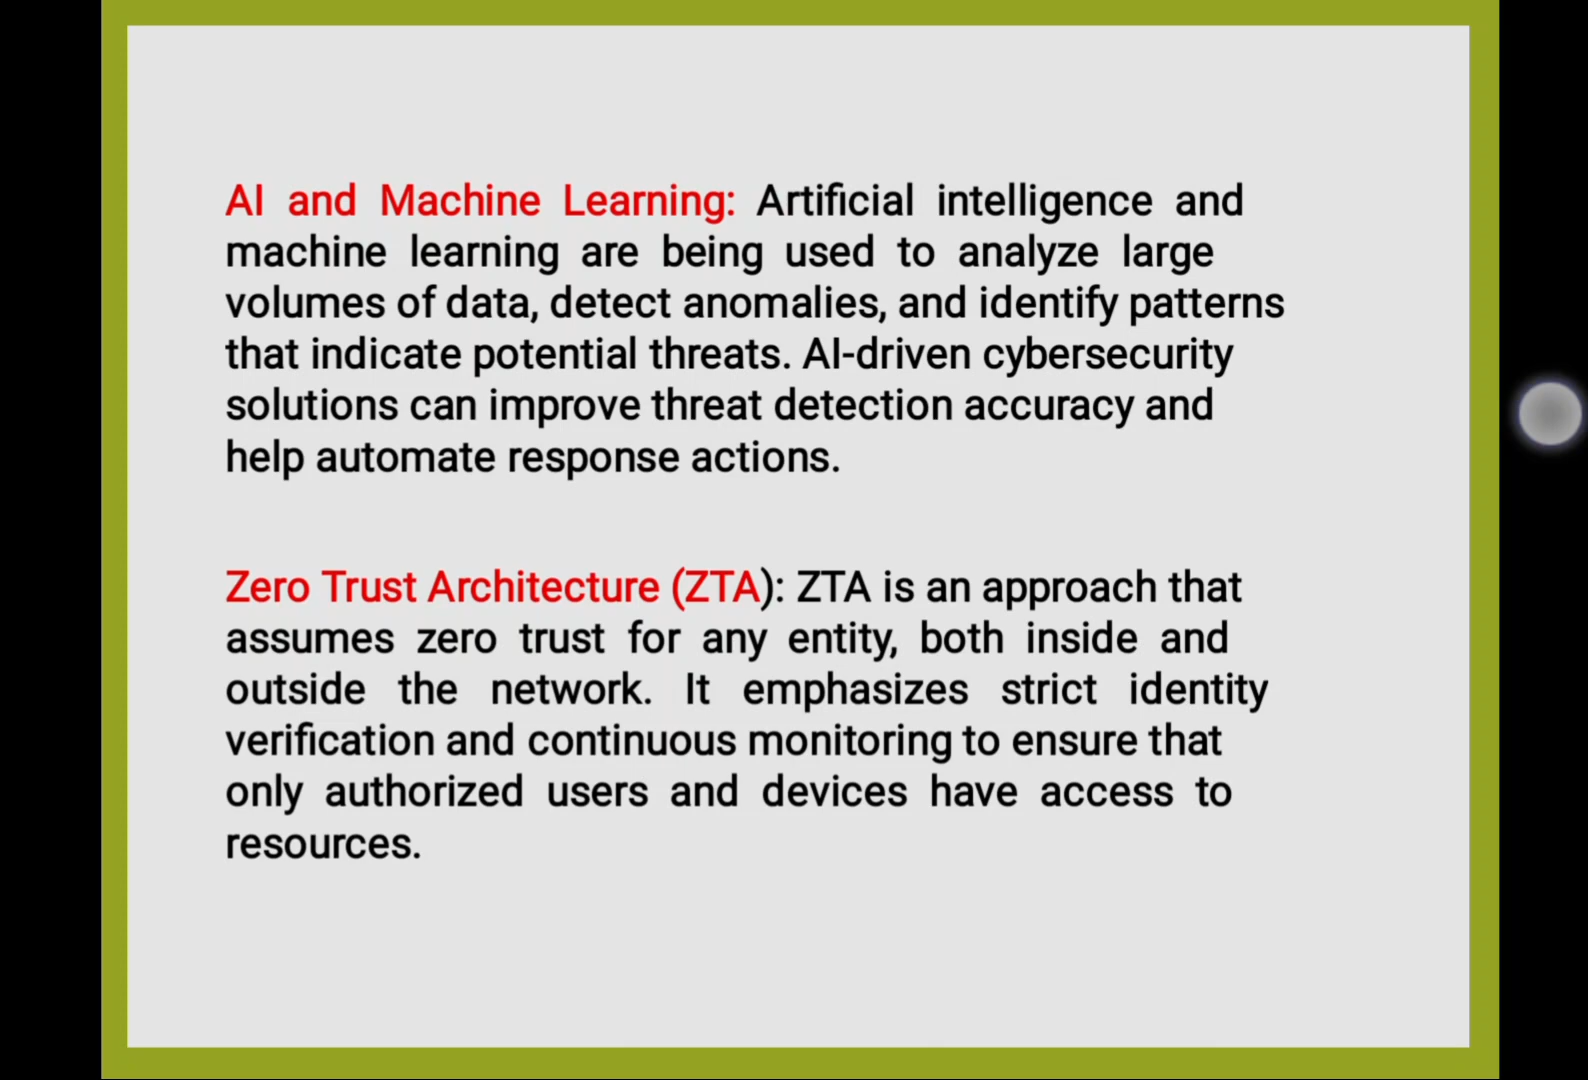 AI and Machine Learning: Artificial intelligence and
machine learning are being used to analyze large
volumes of data, detect anomalies, and identify patterns
that indicate potential threats. AI-driven cybersecurity
solutions can improve threat detection accuracy and
help automate response actions.
Zero Trust Architecture (ZTA): ZTA is an approach that
assumes zero trust for any entity, both inside and
outside the network. It emphasizes strict identity
verification and continuous monitoring to ensure that
only authorized users and devices have access to
resources.